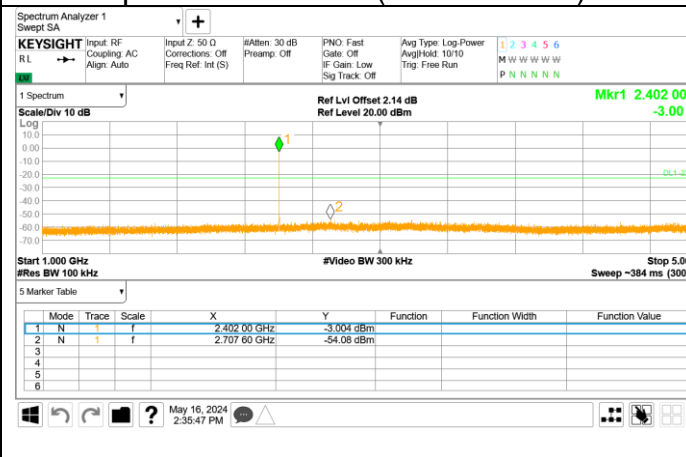 Spectrum Analyzer 1
Swept SA
KEYSIGHT Input: RF Input Z: 50 Ω #Atten: 30 dB PNO: Fast Avg Type: Log-Power 1 2 3 4 5 6
RL Coupling: AC Corrections: Off Preamp: Off Gate: Off Avg|Hold: 10/10 M W W W W W
Align: Auto Freq Ref: Int (S) IF Gain: Low Trig: Free Run
LXI Sig Track: Off P N N N N N
1 Spectrum Ref Lvl Offset 2.14 dB Mkr1 2.402 00
Scale/Div 10 dB Ref Level 20.00 dBm -3.00
Log
10.0
0.00
-10.0
-20.0
-30.0
-40.0
-50.0
-60.0
-70.0
1
2
Start 1.000 GHz #Video BW 300 kHz Stop 5.00
#Res BW 100 kHz Sweep ~384 ms (300
5 Marker Table
Mode Trace Scale X Y Function Function Width Function Value
1 N 1 f 2.402 00 GHz -3.004 dBm
2 N 1 f 2.707 60 GHz -54.08 dBm
3
4
5
6
? May 16, 2024
2:35:47 PM